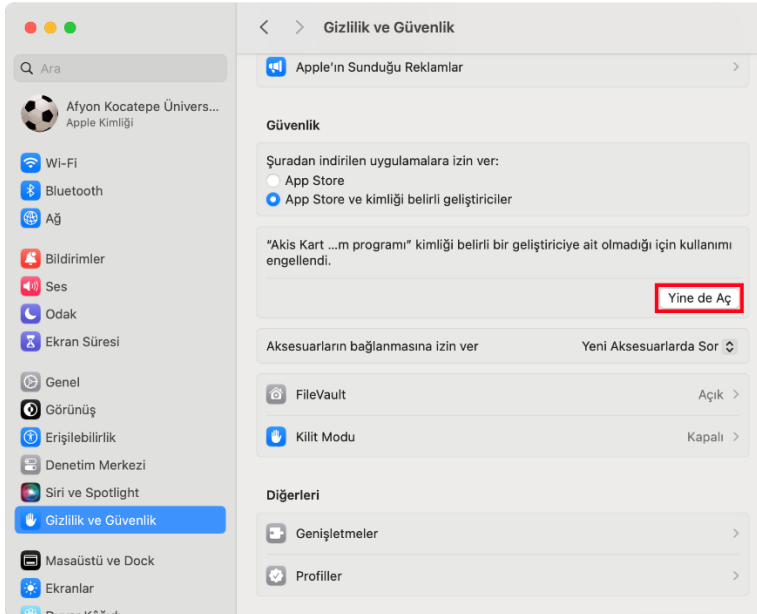 Gizlilik ve Güvenlik
Ara
Afyon Kocatepe Ünivers...
Apple Kimliği
Wi-Fi
Bluetooth
Ağ
Bildirimler
Ses
Odak
Ekran Süresi
Genel
Görünüş
Erişilebilirlik
Denetim Merkezi
Siri ve Spotlight
Gizlilik ve Güvenlik
Masaüstü ve Dock
Ekranlar
Apple'ın Sunduğu Reklamlar
Güvenlik
Şuradan indirilen uygulamalara izin ver:
App Store
App Store ve kimliği belirli geliştiriciler
“Akis Kart ...m programı” kimliği belirli bir geliştiriciye ait olmadığı için kullanımı
engellendi.
Yine de Aç
Aksesuarların bağlanmasına izin ver Yeni Aksesuarlarda Sor
FileVault Açık
Kilit Modu Kapalı
Diğerleri
Genişletmeler
Profiller